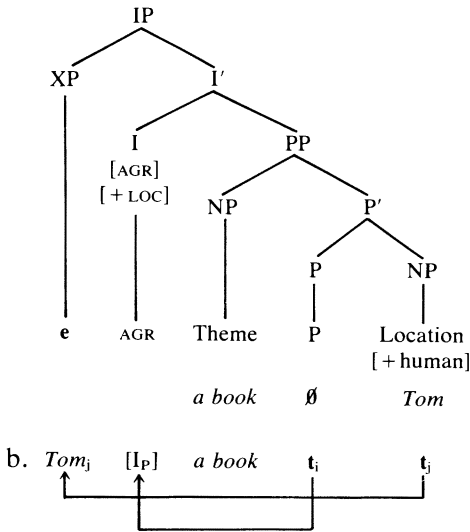 IP
XP I′
I PP
[AGR]
[+LOC] NP P′
P NP
e AGR Theme P Location
[+human]
a book ∅ Tom
b. Tomj [IP] a book ti tj